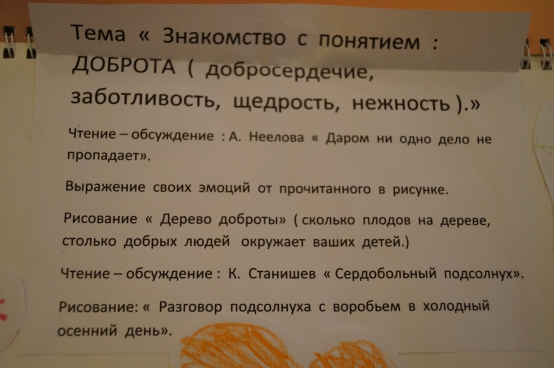 Тема « Знакомство с понятием :
ДОБРОТА ( добросердечие,
заботливость, щедрость, нежность ).»
Чтение – обсуждение : А. Неелова « Даром ни одно дело не
пропадает».
Выражение своих эмоций от прочитанного в рисунке.
Рисование « Дерево доброты» ( сколько плодов на дереве,
столько добрых людей окружает ваших детей.)
Чтение – обсуждение : К. Станишев « Сердобольный подсолнух».
Рисование: « Разговор подсолнуха с воробьем в холодный
осенний день».